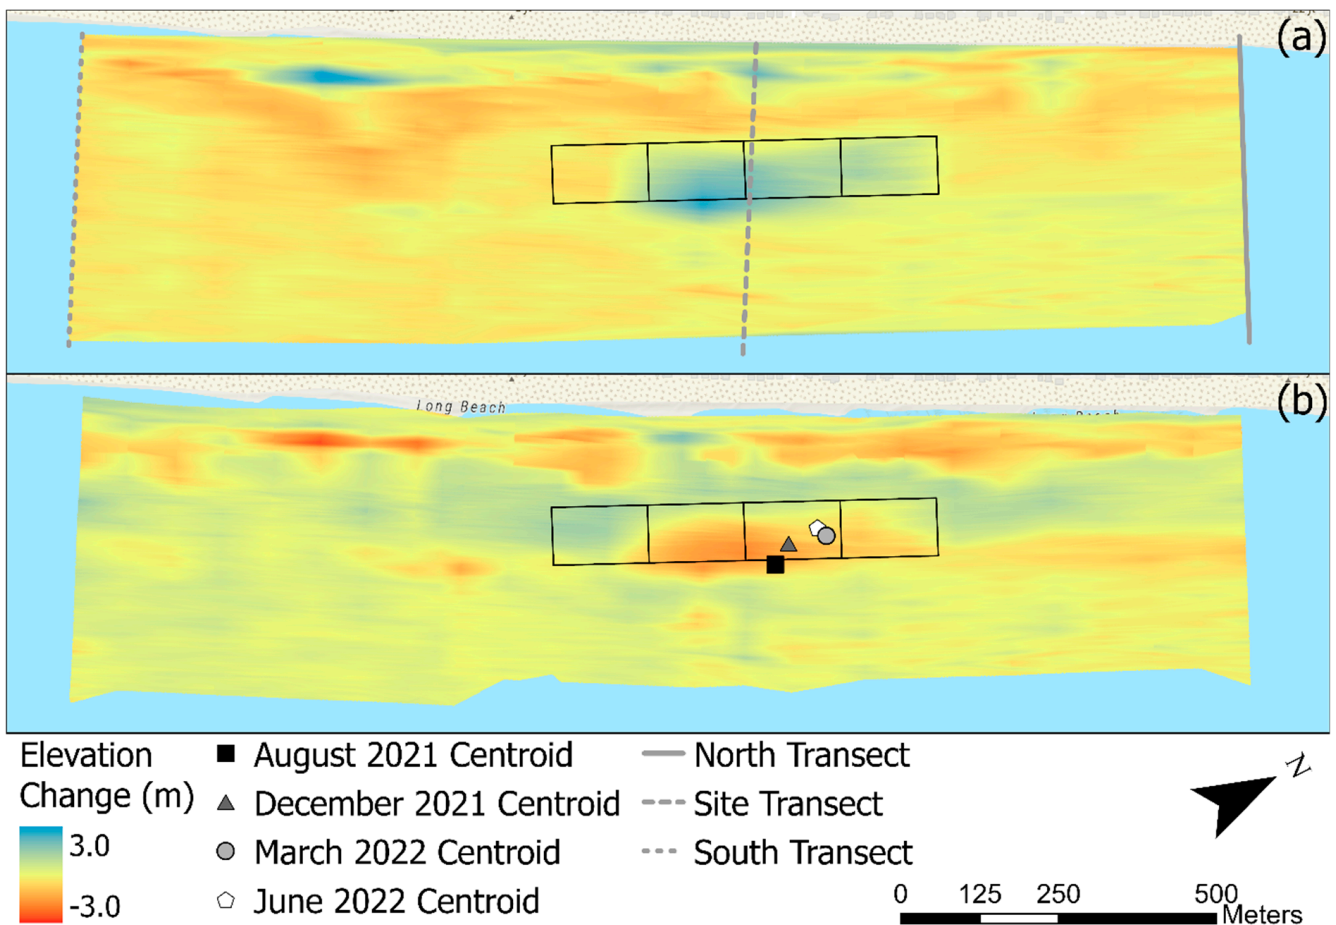 (a)
Long Beach
(b)
Elevation
Change (m)
3.0
-3.0
August 2021 Centroid
December 2021 Centroid
March 2022 Centroid
June 2022 Centroid
North Transect
Site Transect
South Transect
N
0 125 250 500
Meters